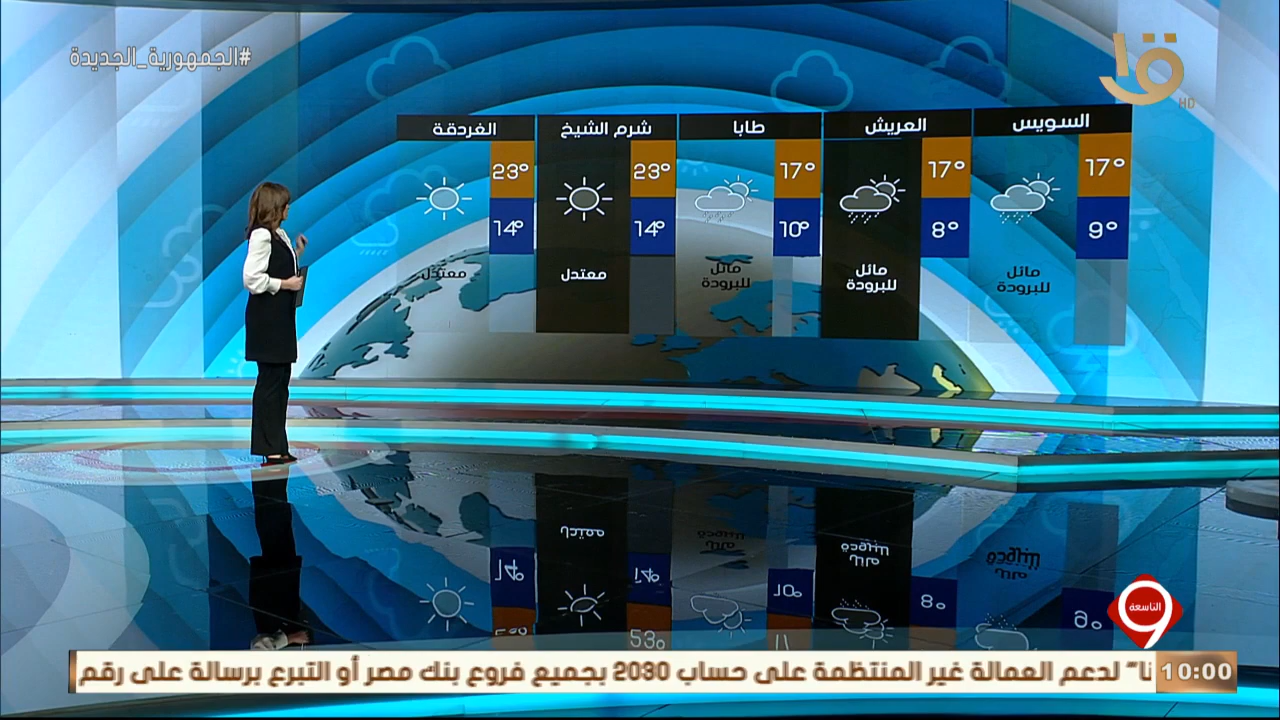 #الجمهورية_الجديدة
HD
السويس
17°
9°
مائل
للبرودة
العريش
17°
8°
مائل
للبرودة
طابا
17°
10°
مائل
للبرودة
شرم الشيخ
23°
14°
معتدل
الغردقة
23°
14°
معتدل
التاسعة
9
10:00
نا" لدعم العمالة غير المنتظمة على حساب 2030 بجميع فروع بنك مصر أو التبرع برسالة على رقم